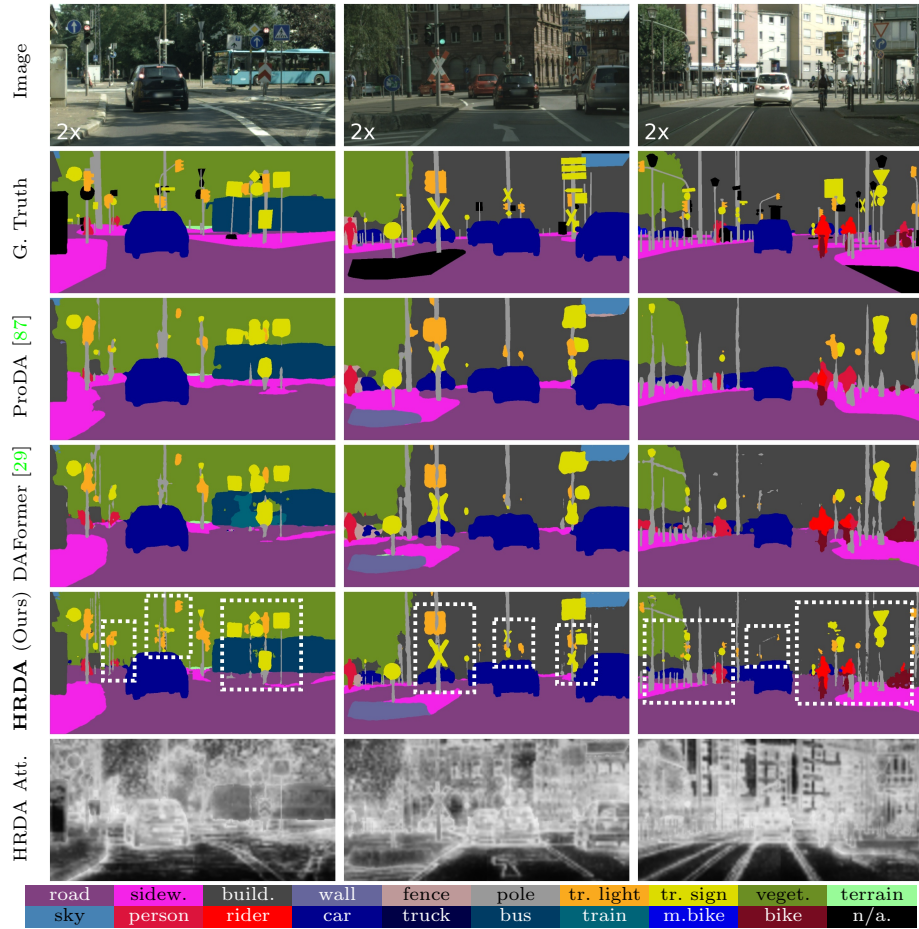 Image
2x
2x
2x
G. Truth
ProDA [87]
DAFormer [29]
HRDA (Ours)
HRDA Att.
road sidew. build. wall fence pole tr. light tr. sign veget. terrain
sky person rider car truck bus train m.bike bike n/a.